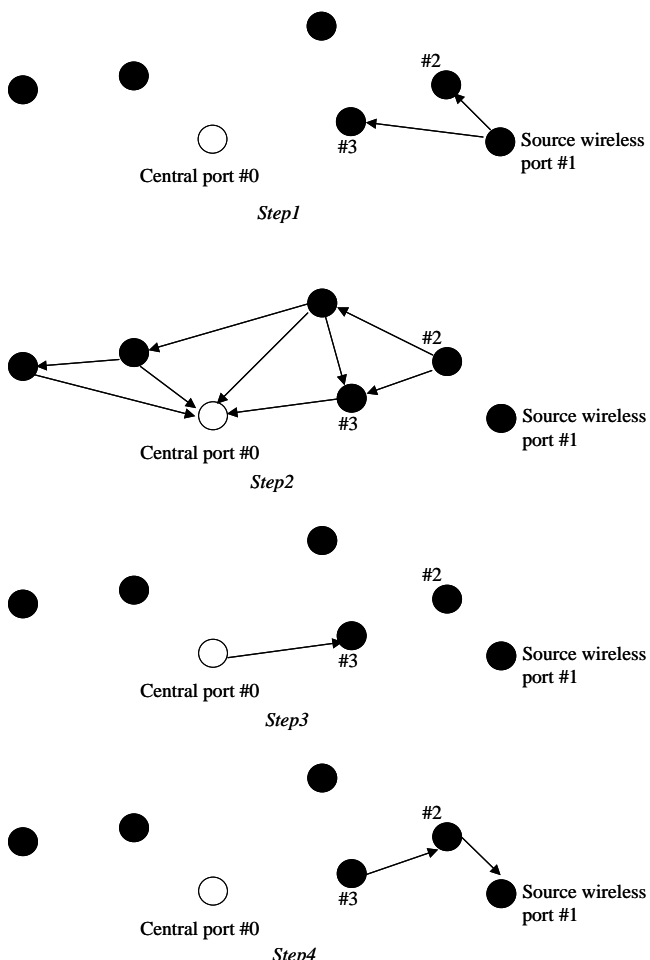 #2
#3
Source wireless
port #1
Central port #0
Step1
#2
#3
Source wireless
port #1
Central port #0
Step2
#2
#3
Source wireless
port #1
Central port #0
Step3
#2
#3
Source wireless
port #1
Central port #0
Step4